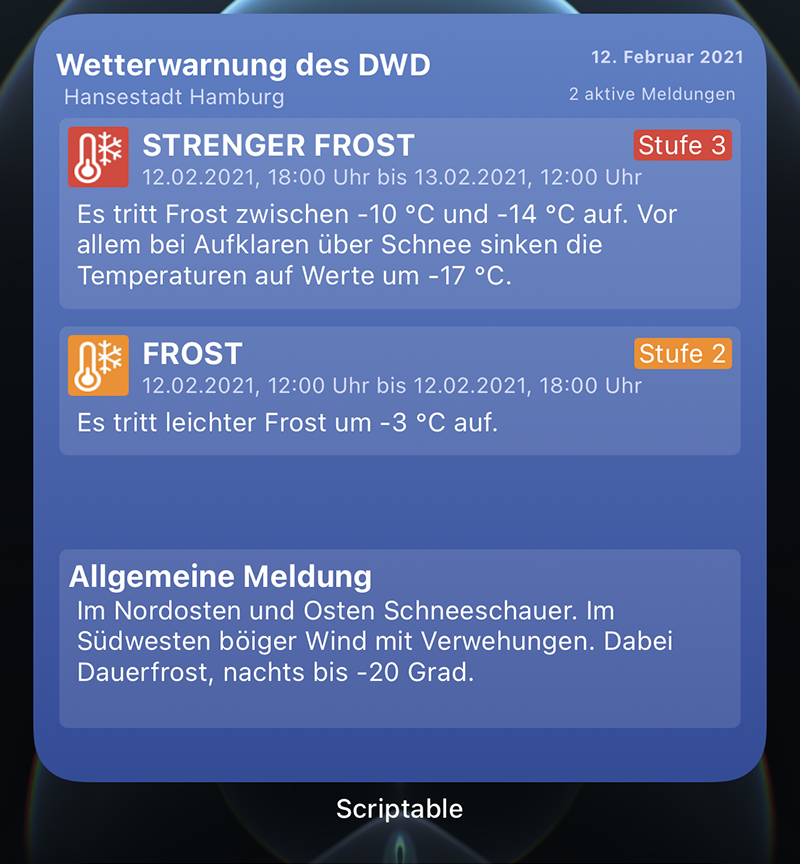 Wetterwarnung des DWD
12. Februar 2021
Hansestadt Hamburg
2 aktive Meldungen
STRENGER FROST
Stufe 3
12.02.2021, 18:00 Uhr bis 13.02.2021, 12:00 Uhr
Es tritt Frost zwischen -10 °C und -14 °C auf. Vor
allem bei Aufklaren über Schnee sinken die
Temperaturen auf Werte um -17 °C.
FROST
Stufe 2
12.02.2021, 12:00 Uhr bis 12.02.2021, 18:00 Uhr
Es tritt leichter Frost um -3 °C auf.
Allgemeine Meldung
Im Nordosten und Osten Schneeschauer. Im
Südwesten böiger Wind mit Verwehungen. Dabei
Dauerfrost, nachts bis -20 Grad.
Scriptable